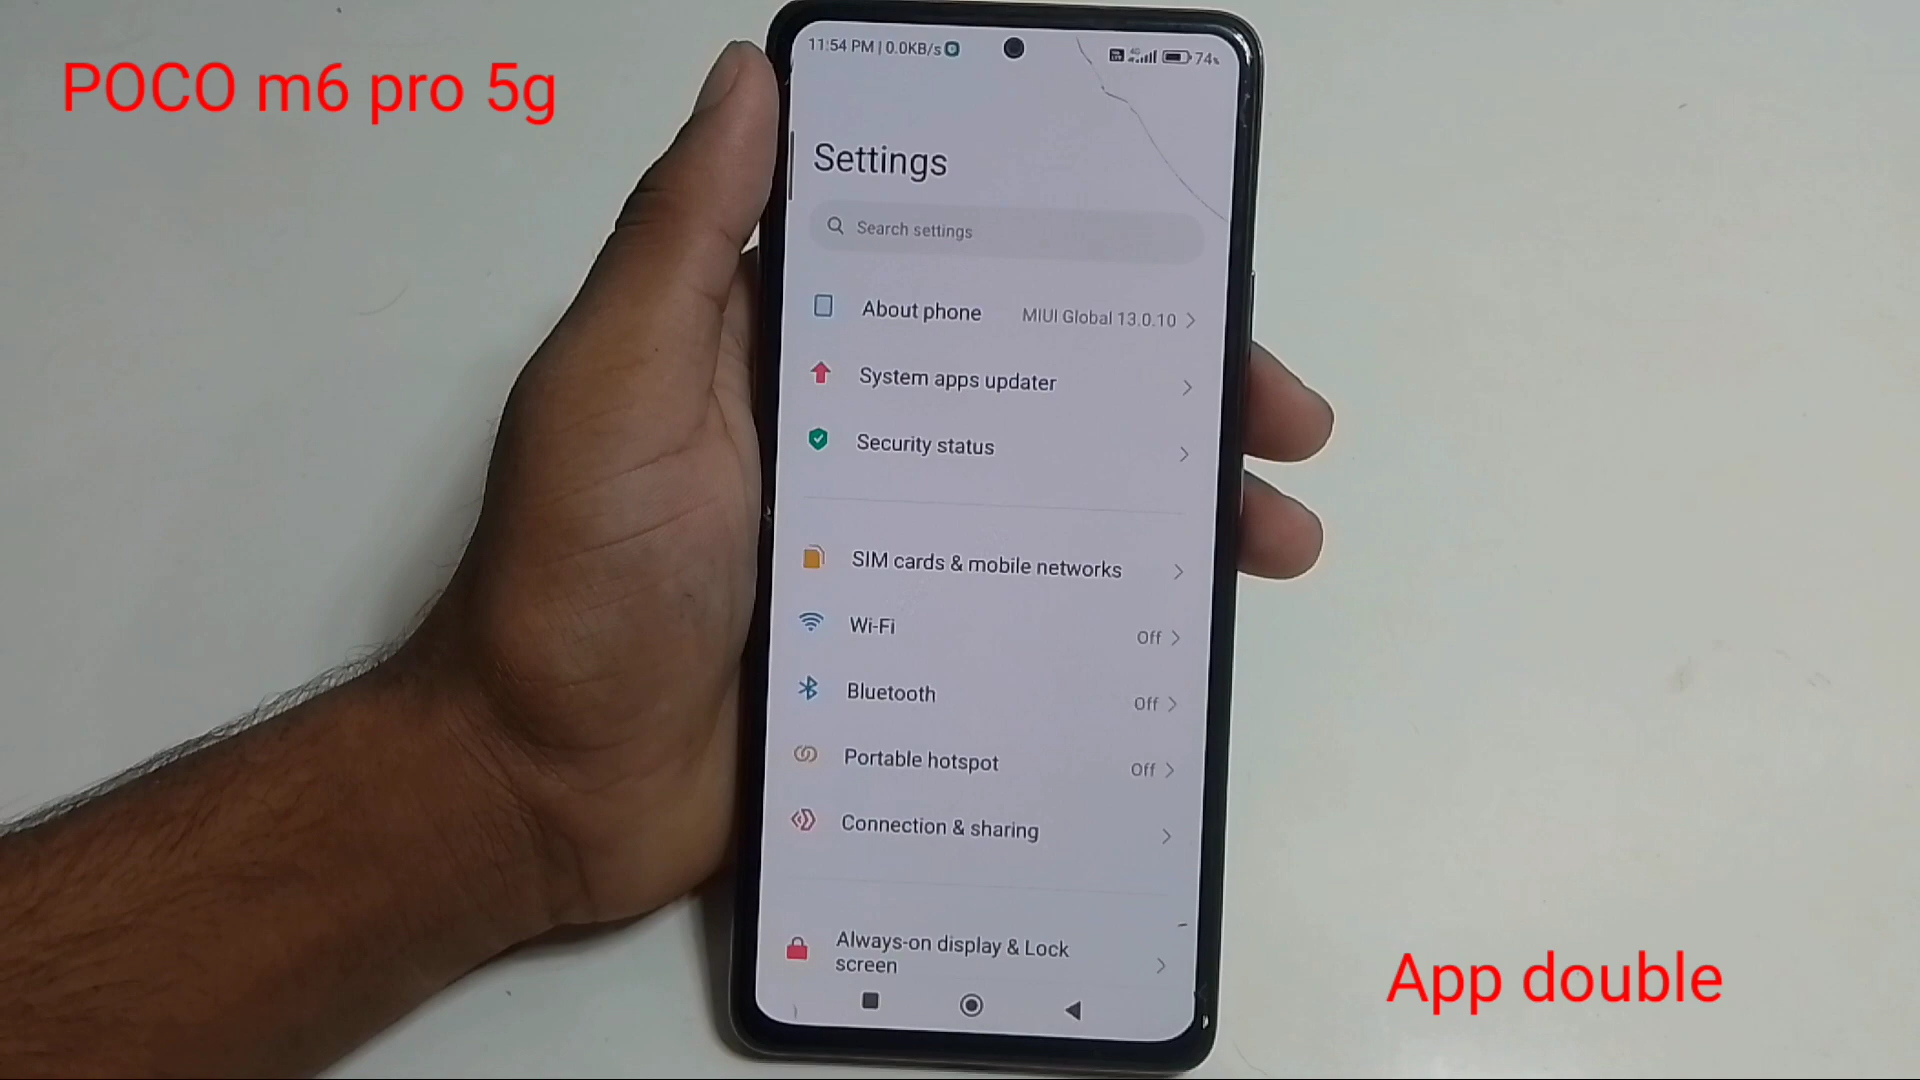 POCO m6 pro 5g
11:54 PM | 0.0KB/s
4G
74%
Settings
Search settings
About phone
MIUI Global 13.0.10
System apps updater
Security status
SIM cards & mobile networks
Wi-Fi
Off
Bluetooth
Off
Portable hotspot
Off
Connection & sharing
Always-on display & Lock
screen
App double